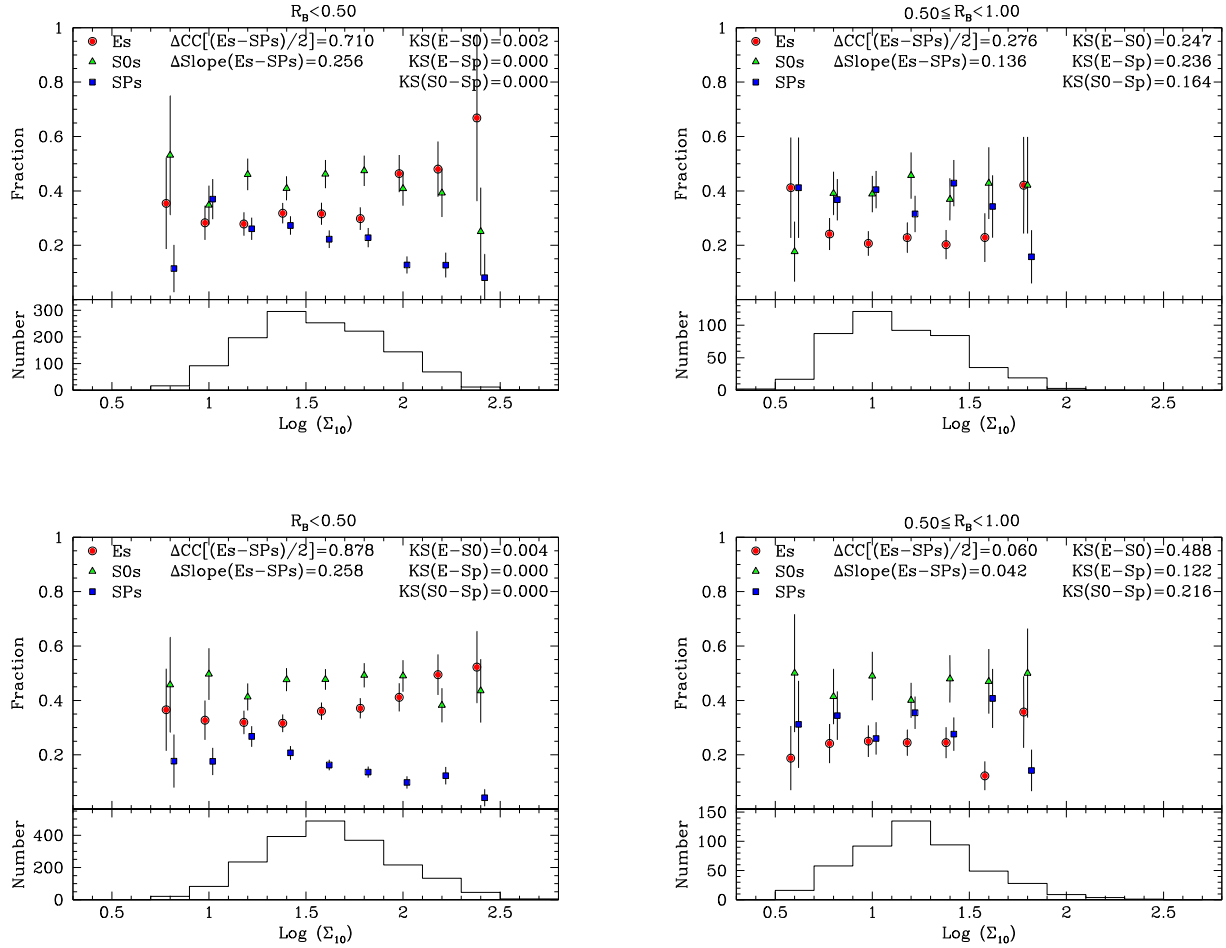 R_B<0.50
Es ΔCC[(Es−SPs)/2]=0.710 KS(E−S0)=0.002
S0s ΔSlope(Es−SPs)=0.256 KS(E−Sp)=0.000
SPs KS(S0−Sp)=0.000
Fraction
1
0.8
0.6
0.4
0.2
Number
300
200
100
0
0.5 1 1.5 2 2.5
Log (Σ_10)
0.50≦R_B<1.00
Es ΔCC[(Es−SPs)/2]=0.276 KS(E−S0)=0.247
S0s ΔSlope(Es−SPs)=0.136 KS(E−Sp)=0.236
SPs KS(S0−Sp)=0.164
Fraction
1
0.8
0.6
0.4
0.2
Number
100
50
0
0.5 1 1.5 2 2.5
Log (Σ_10)
R_B<0.50
Es ΔCC[(Es−SPs)/2]=0.878 KS(E−S0)=0.004
S0s ΔSlope(Es−SPs)=0.258 KS(E−Sp)=0.000
SPs KS(S0−Sp)=0.000
Fraction
1
0.8
0.6
0.4
0.2
Number
400
200
0
0.5 1 1.5 2 2.5
Log (Σ_10)
0.50≦R_B<1.00
Es ΔCC[(Es−SPs)/2]=0.060 KS(E−S0)=0.488
S0s ΔSlope(Es−SPs)=0.042 KS(E−Sp)=0.122
SPs KS(S0−Sp)=0.216
Fraction
1
0.8
0.6
0.4
0.2
Number
150
100
50
0
0.5 1 1.5 2 2.5
Log (Σ_10)